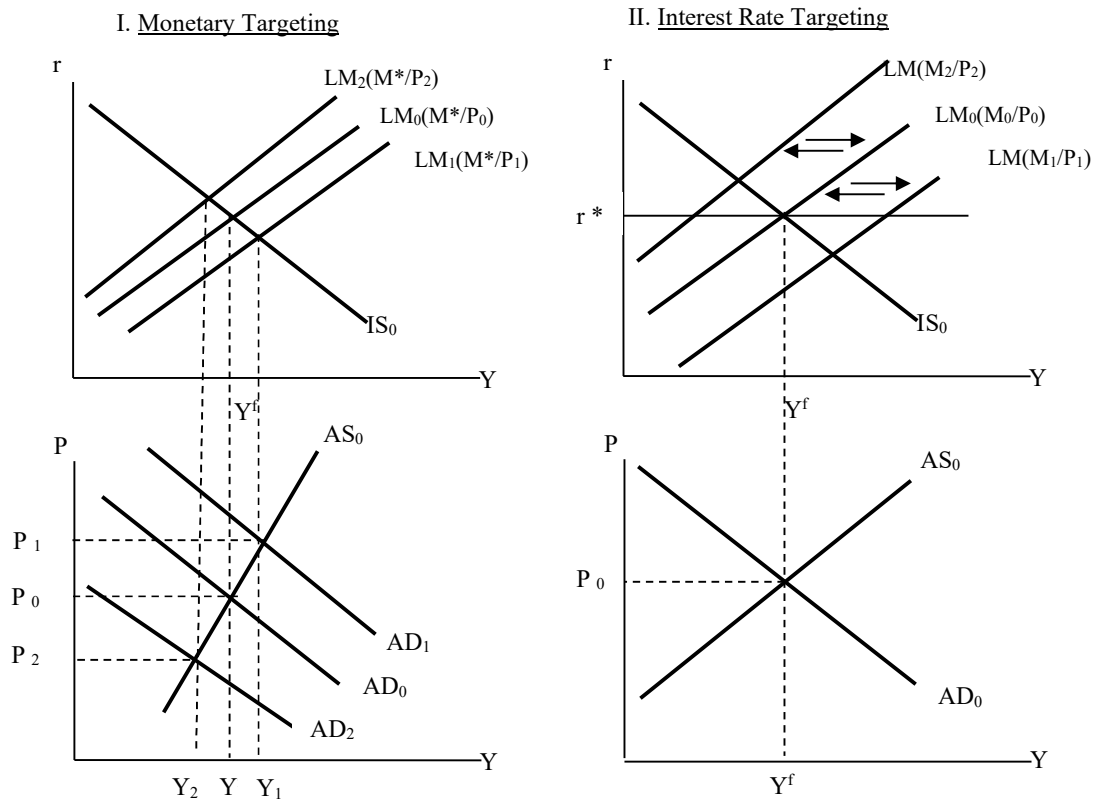 I. Monetary Targeting
r
LM₂(M*/P₂)
LM₀(M*/P₀)
LM₁(M*/P₁)
IS₀
Y
Yᶠ
P
AS₀
P ₁
P ₀
P ₂
AD₁
AD₀
AD₂
Y
Y₂ Y Y₁
II. Interest Rate Targeting
r
LM(M₂/P₂)
LM₀(M₀/P₀)
LM(M₁/P₁)
r *
IS₀
Y
Yᶠ
P
AS₀
P ₀
AD₀
Y
Yᶠ